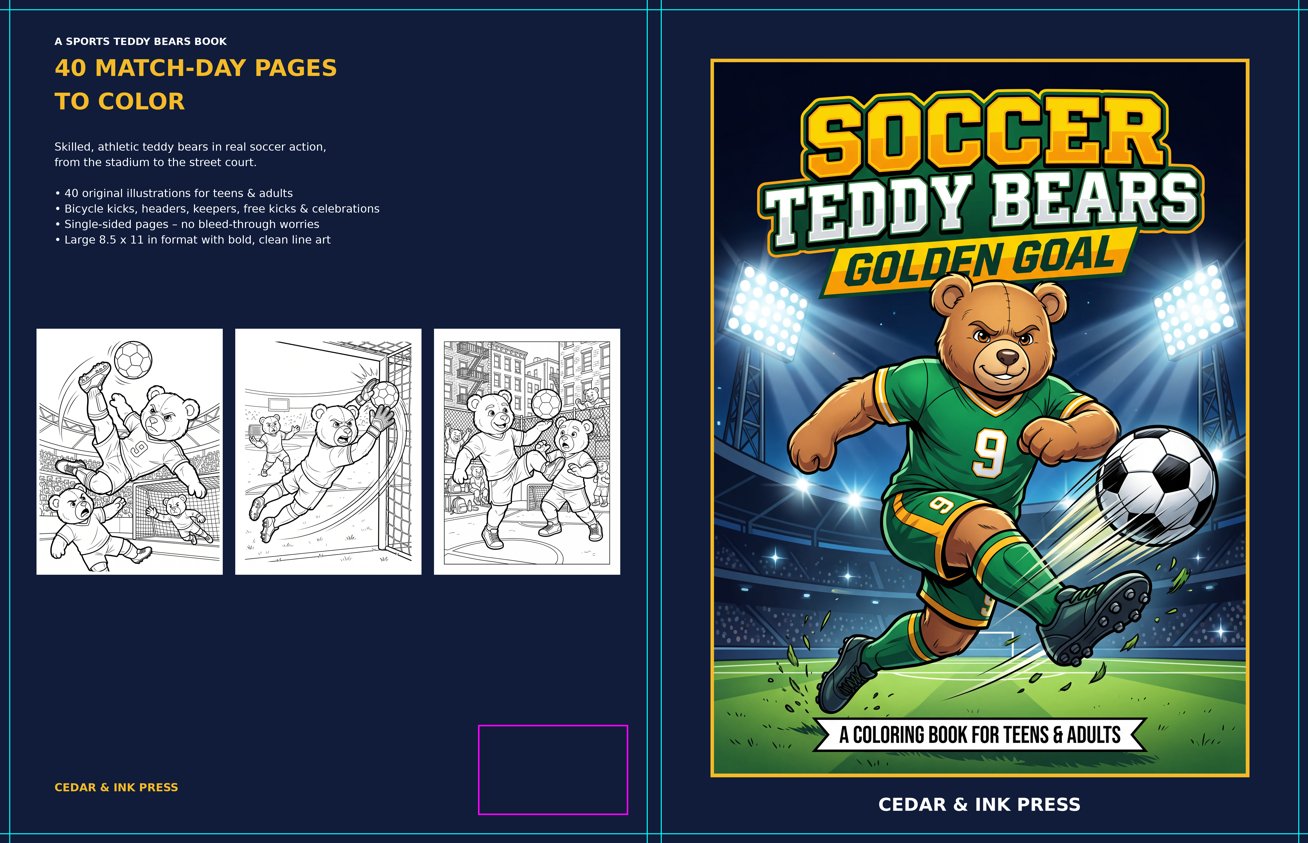 A SPORTS TEDDY BEARS BOOK
40 MATCH-DAY PAGES
TO COLOR
Skilled, athletic teddy bears in real soccer action,
from the stadium to the street court.
• 40 original illustrations for teens & adults
• Bicycle kicks, headers, keepers, free kicks & celebrations
• Single-sided pages – no bleed-through worries
• Large 8.5 x 11 in format with bold, clean line art
CEDAR & INK PRESS
SOCCER
TEDDY BEARS
GOLDEN GOAL
9
9
A COLORING BOOK FOR TEENS & ADULTS
CEDAR & INK PRESS